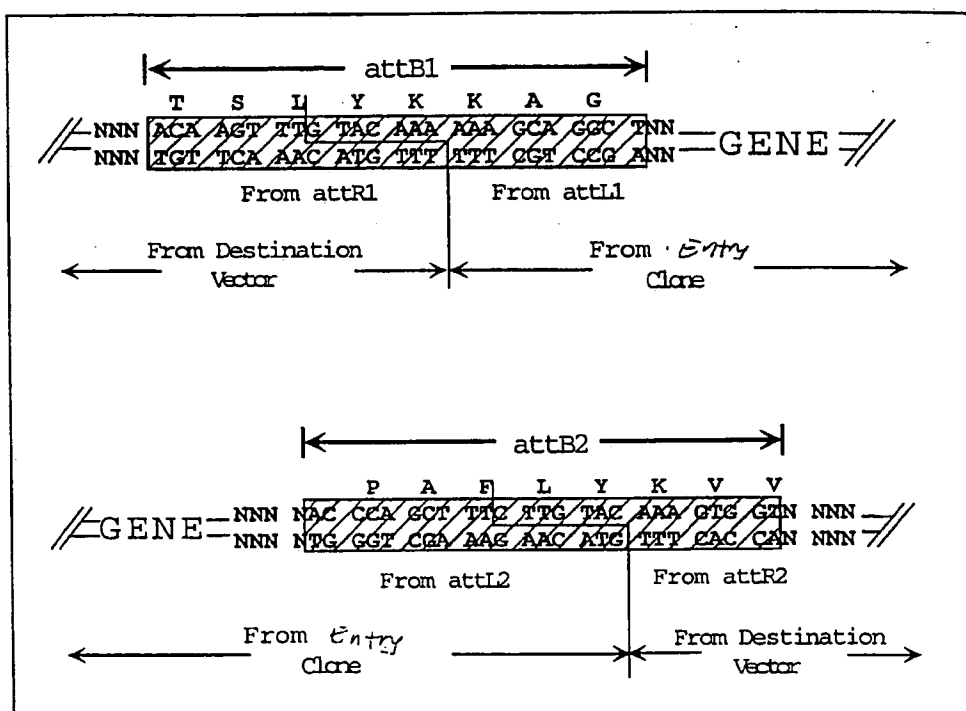 attB1
T S L Y K K A G
NNN ACA AGT TTG TAC AAA AAA GCA GGC TNN GENE
NNN TGT TCA AAC ATG TTT TTT CGT CCG ANN
From attR1 From attL1
From Destination Vector From Entry Clone
attB2
P A F L Y K V V
GENE NNN NAC CCA GCT TTC TTG TAC AAA GTG GTN NNN
NNN NTG GGT CGA AAG AAC ATG TTT CAC CAN NNN
From attL2 From attR2
From Entry Clone From Destination Vector